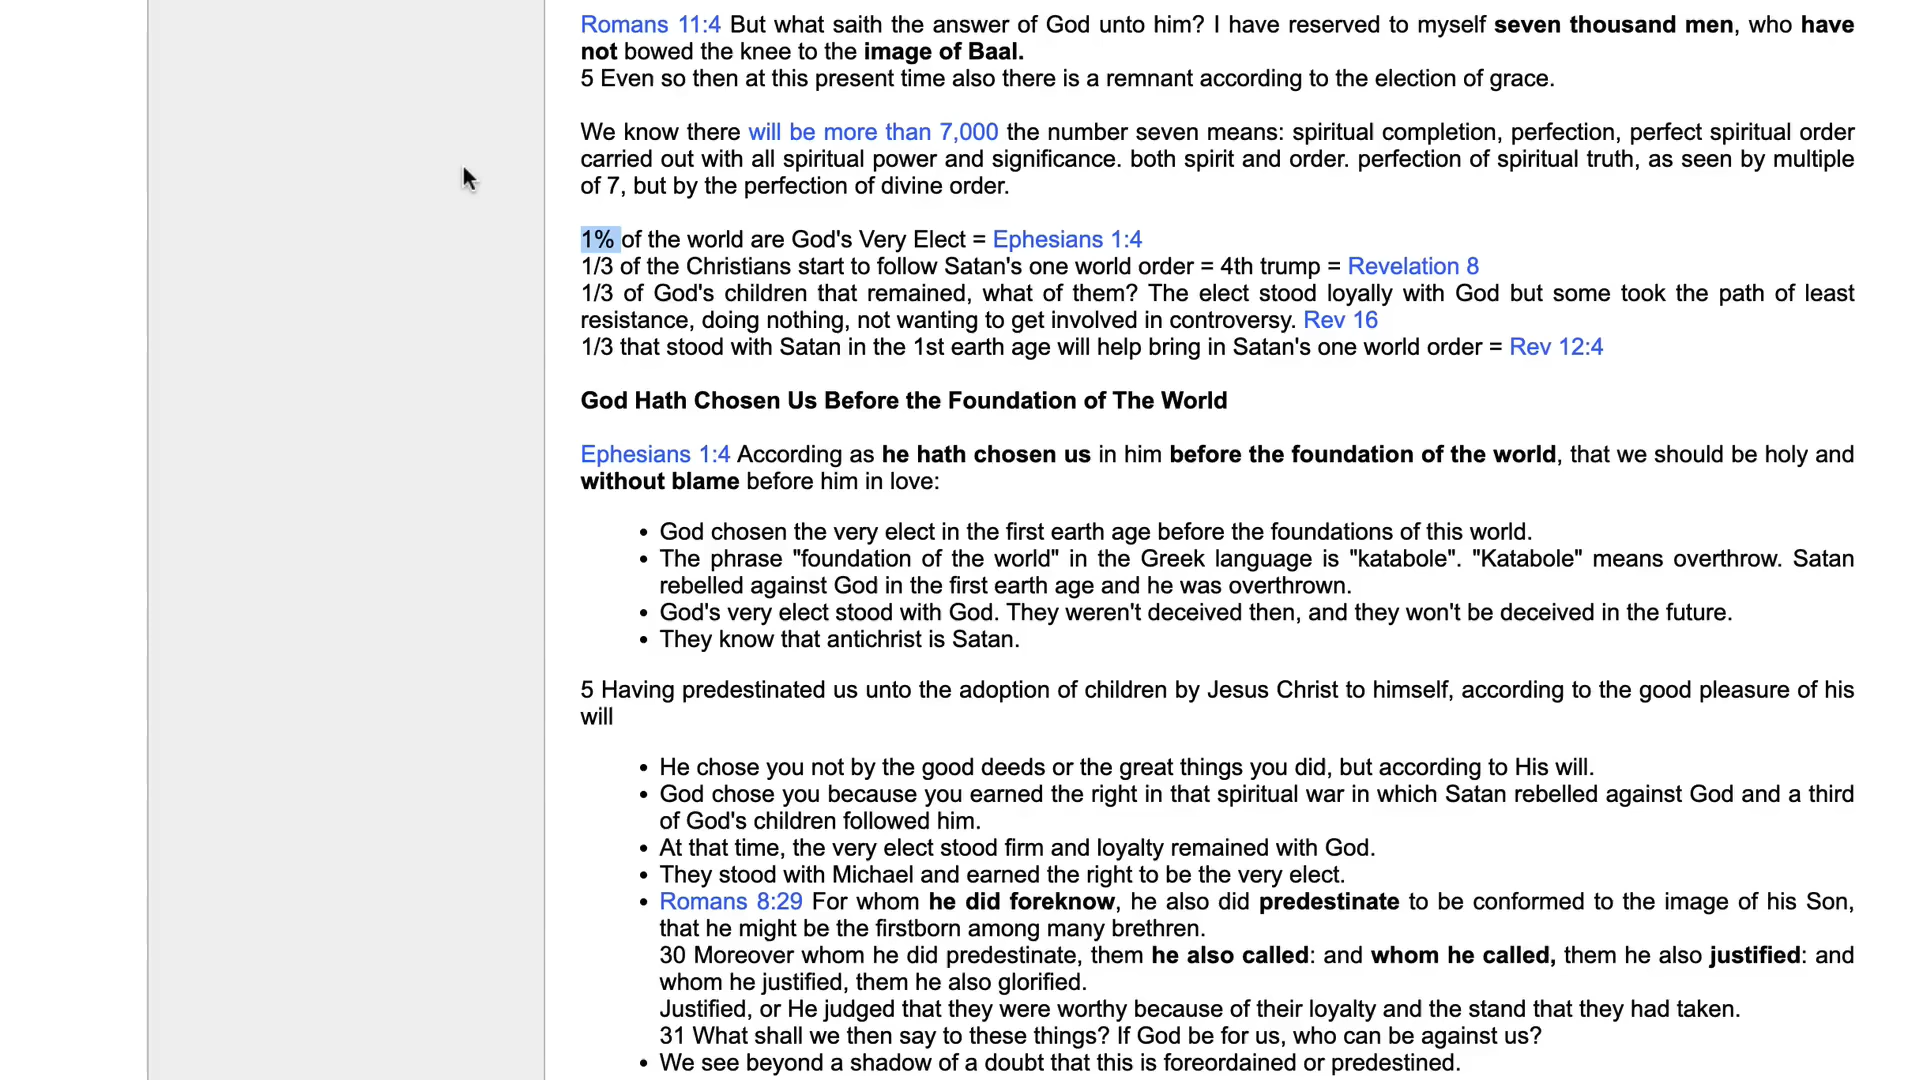 Romans 11:4 But what saith the answer of God unto him? I have reserved to myself seven thousand men, who have
not bowed the knee to the image of Baal.
5 Even so then at this present time also there is a remnant according to the election of grace.
We know there will be more than 7,000 the number seven means: spiritual completion, perfection, perfect spiritual order
carried out with all spiritual power and significance. both spirit and order. perfection of spiritual truth, as seen by multiple
of 7, but by the perfection of divine order.
1% of the world are God's Very Elect = Ephesians 1:4
1/3 of the Christians start to follow Satan's one world order = 4th trump = Revelation 8
1/3 of God's children that remained, what of them? The elect stood loyally with God but some took the path of least
resistance, doing nothing, not wanting to get involved in controversy. Rev 16
1/3 that stood with Satan in the 1st earth age will help bring in Satan's one world order = Rev 12:4
God Hath Chosen Us Before the Foundation of The World
Ephesians 1:4 According as he hath chosen us in him before the foundation of the world, that we should be holy and
without blame before him in love:
• God chosen the very elect in the first earth age before the foundations of this world.
• The phrase "foundation of the world" in the Greek language is "katabole". "Katabole" means overthrow. Satan
rebelled against God in the first earth age and he was overthrown.
• God's very elect stood with God. They weren't deceived then, and they won't be deceived in the future.
• They know that antichrist is Satan.
5 Having predestinated us unto the adoption of children by Jesus Christ to himself, according to the good pleasure of his
will
• He chose you not by the good deeds or the great things you did, but according to His will.
• God chose you because you earned the right in that spiritual war in which Satan rebelled against God and a third
of God's children followed him.
• At that time, the very elect stood firm and loyalty remained with God.
• They stood with Michael and earned the right to be the very elect.
• Romans 8:29 For whom he did foreknow, he also did predestinate to be conformed to the image of his Son,
that he might be the firstborn among many brethren.
30 Moreover whom he did predestinate, them he also called: and whom he called, them he also justified: and
whom he justified, them he also glorified.
Justified, or He judged that they were worthy because of their loyalty and the stand that they had taken.
31 What shall we then say to these things? If God be for us, who can be against us?
• We see beyond a shadow of a doubt that this is foreordained or predestined.